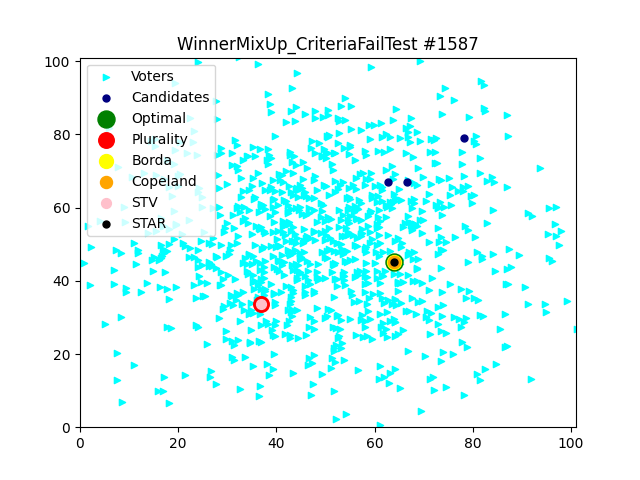 WinnerMixUp_CriteriaFailTest #1587
Voters
Candidates
Optimal
Plurality
Borda
Copeland
STV
STAR
100
80
60
40
20
0
0 20 40 60 80 100